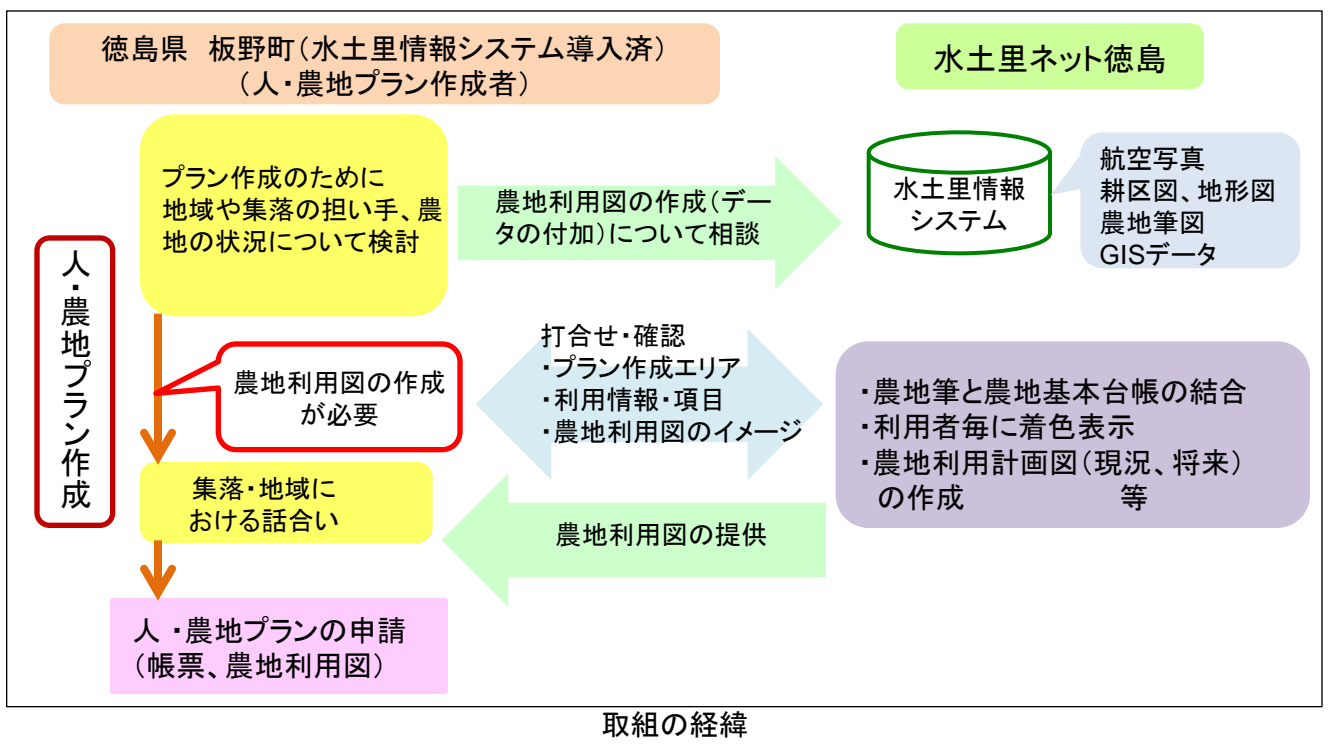 徳島県 板野町(水土里情報システム導入済)
(人・農地プラン作成者)
水土里ネット徳島
プラン作成のために
地域や集落の担い手、農
地の状況について検討
農地利用図の作成(デー
タの付加)について相談
水土里情報
システム
航空写真
耕区図、地形図
農地筆図
GISデータ
人・農地プラン作成
農地利用図の作成
が必要
打合せ・確認
・プラン作成エリア
・利用情報・項目
・農地利用図のイメージ
・農地筆と農地基本台帳の結合
・利用者毎に着色表示
・農地利用計画図(現況、将来)
の作成 等
集落・地域に
おける話合い
農地利用図の提供
人 ・農地プランの申請
(帳票、農地利用図)
取組の経緯